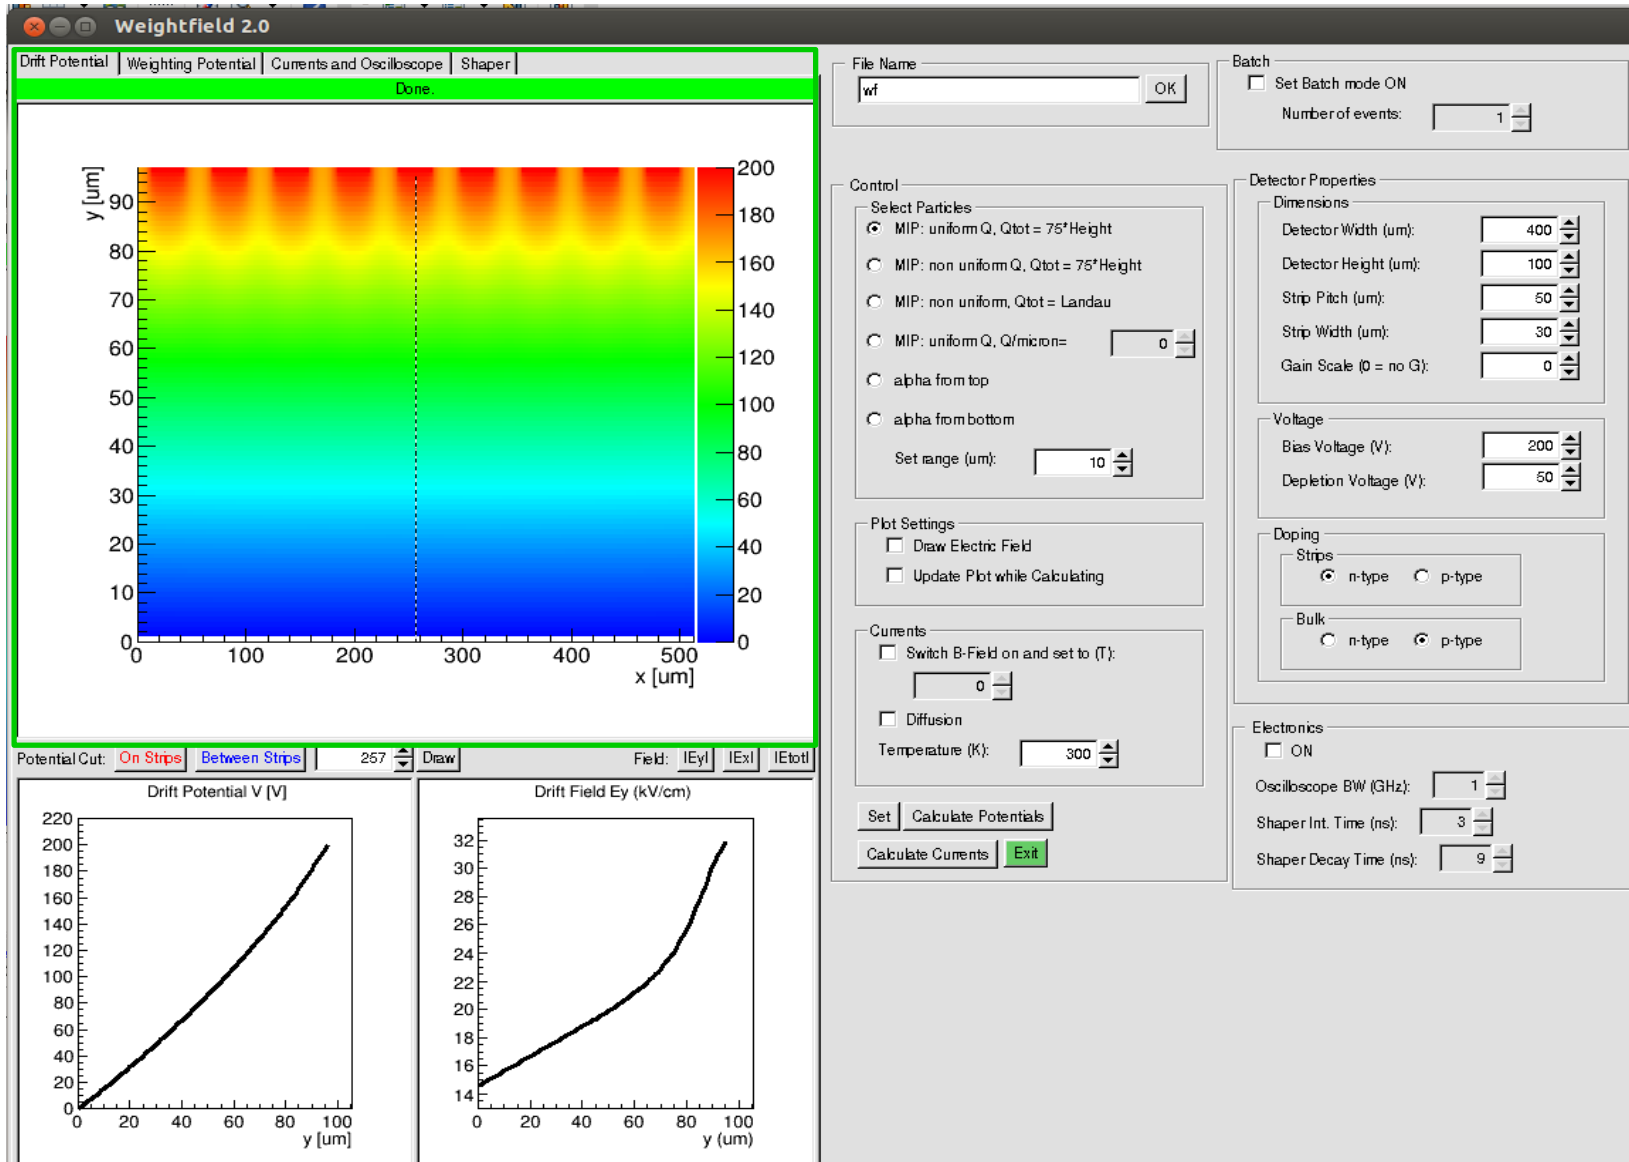 Weightfield 2.0
Drift Potential Weighting Potential Currents and Oscilloscope Shaper
Done.
y [um]
90
80
70
60
50
40
30
20
10
0
0 100 200 300 400 500
x [um]
200
180
160
140
120
100
80
60
40
20
0
Potential Cut: On Strips Between Strips 257 Draw Field: |Ey| |Ex| |Etot|
Drift Potential V [V]
220
200
180
160
140
120
100
80
60
40
20
0
0 20 40 60 80 100
y [um]
Drift Field Ey (kV/cm)
32
30
28
26
24
22
20
18
16
14
0 20 40 60 80 100
y (um)
File Name
wf OK
Batch
Set Batch mode ON
Number of events: 1
Control
Select Particles
MIP: uniform Q, Qtot = 75*Height
MIP: non uniform Q, Qtot = 75*Height
MIP: non uniform, Qtot = Landau
MIP: uniform Q, Q/micron= 0
alpha from top
alpha from bottom
Set range (um): 10
Plot Settings
Draw Electric Field
Update Plot while Calculating
Currents
Switch B-Field on and set to (T):
0
Diffusion
Temperature (K): 300
Set Calculate Potentials
Calculate Currents Exit
Detector Properties
Dimensions
Detector Width (um): 400
Detector Height (um): 100
Strip Pitch (um): 50
Strip Width (um): 30
Gain Scale (0 = no G): 0
Voltage
Bias Voltage (V): 200
Depletion Voltage (V): 50
Doping
Strips
n-type p-type
Bulk
n-type p-type
Electronics
ON
Oscilloscope BW (GHz): 1
Shaper Int. Time (ns): 3
Shaper Decay Time (ns): 9